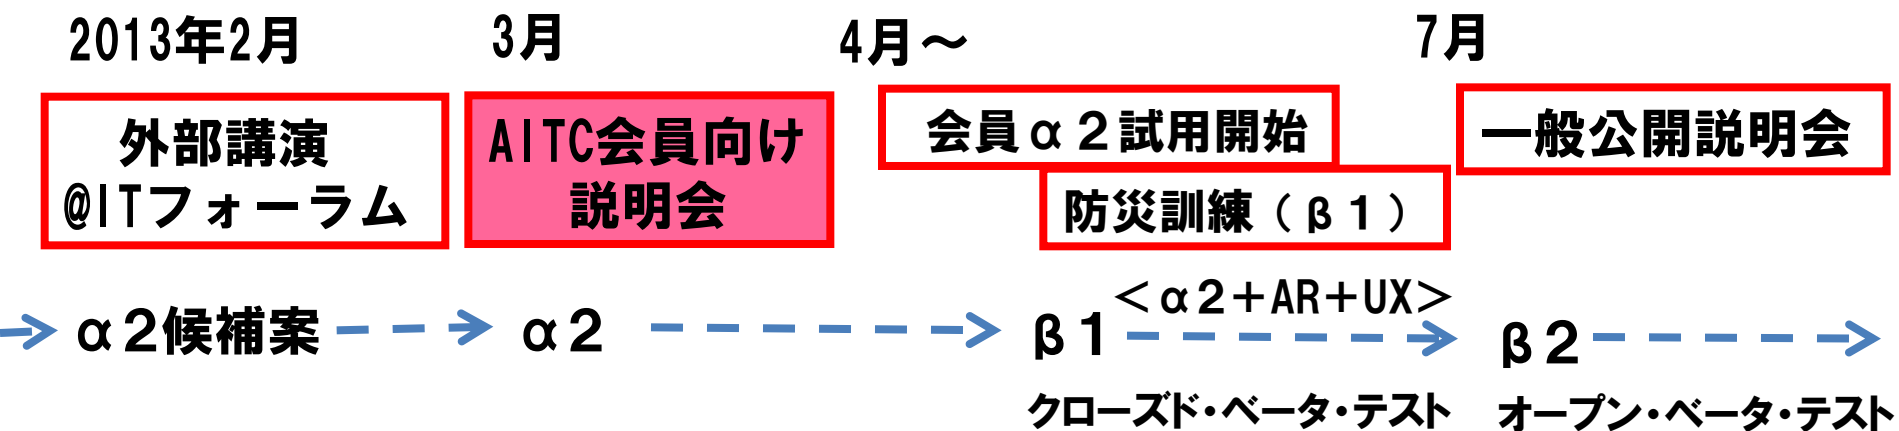 2013年2月
3月
4月～
7月
外部講演
@ITフォーラム
AITC会員向け
説明会
会員α2試用開始
防災訓練（β1）
一般公開説明会
α2候補案
α2
β1
＜α2＋AR＋UX＞
β2
クローズド・ベータ・テスト
オープン・ベータ・テスト